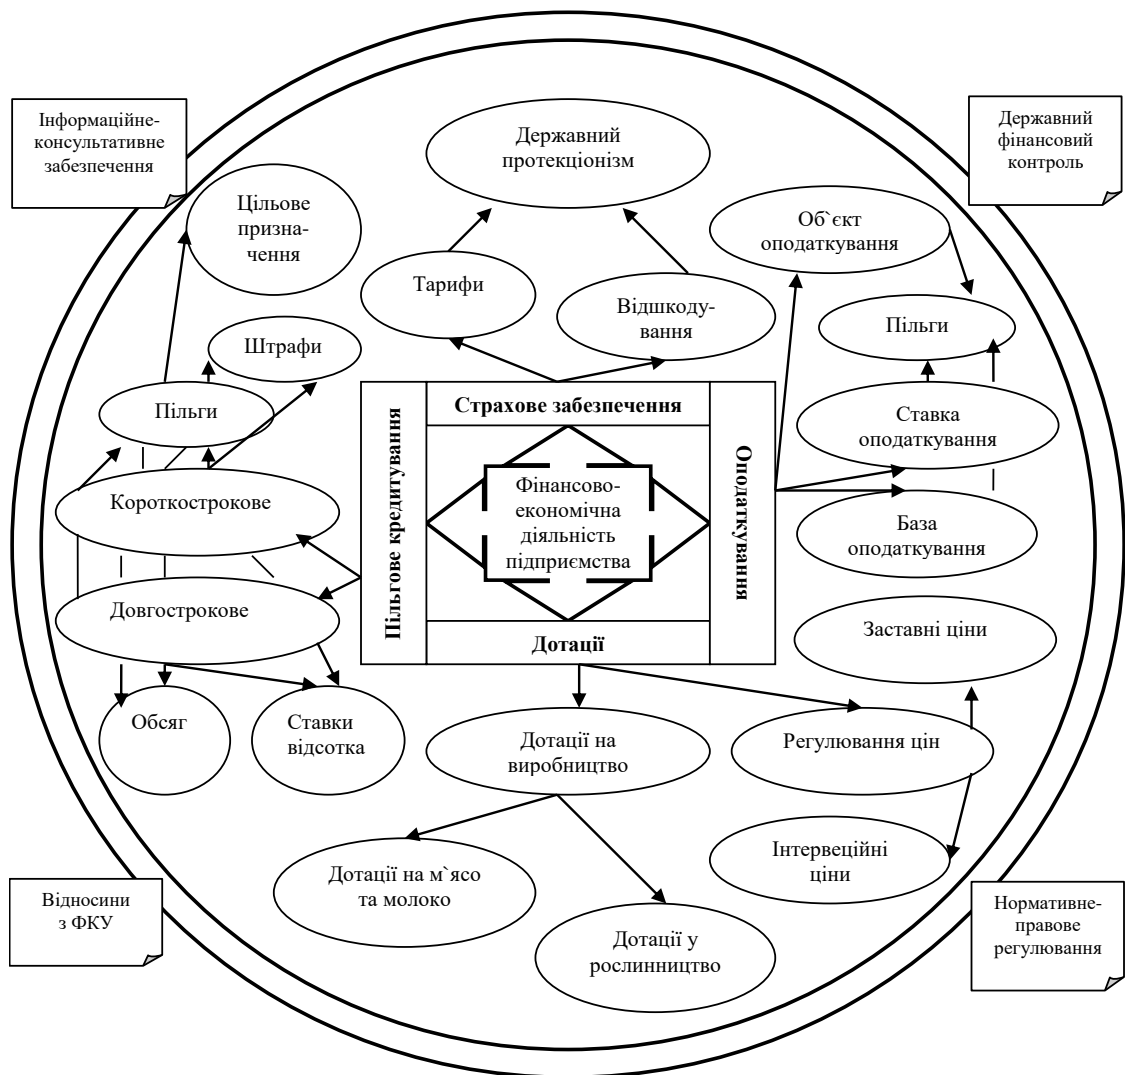 Інформаційне-
консультативне
забезпечення
Державний
фінансовий
контроль
Державний
протекціонізм
Цільове
призна-
чення
Об`єкт
оподаткування
Тарифи
Відшкоду-
вання
Пільги
Штрафи
Пільги
Страхове забезпечення
Ставка
оподаткування
Пільгове кредитування
Оподаткування
Фінансово-
економічна
діяльність
підприємства
Короткострокове
База
оподаткування
Довгострокове
Дотації
Заставні ціни
Обсяг
Ставки
відсотка
Дотації на
виробництво
Регулювання цін
Дотації на м`ясо
та молоко
Інтервеційні
ціни
Дотації у
рослинництво
Відносини
з ФКУ
Нормативне-
правове
регулювання